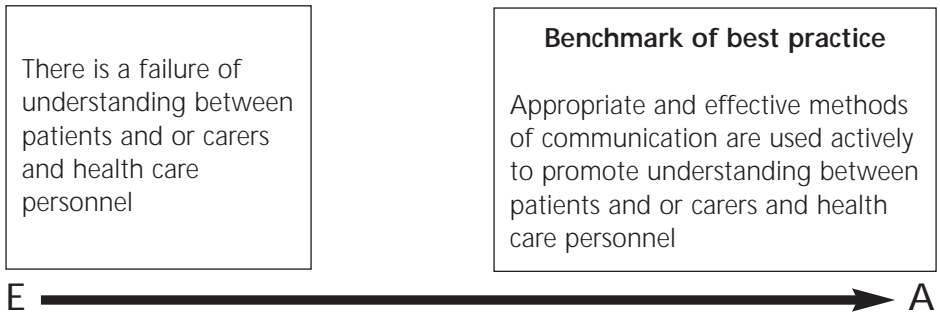 There is a failure of
understanding between
patients and or carers
and health care
personnel
Benchmark of best practice
Appropriate and effective methods
of communication are used actively
to promote understanding between
patients and or carers and health
care personnel
E
A